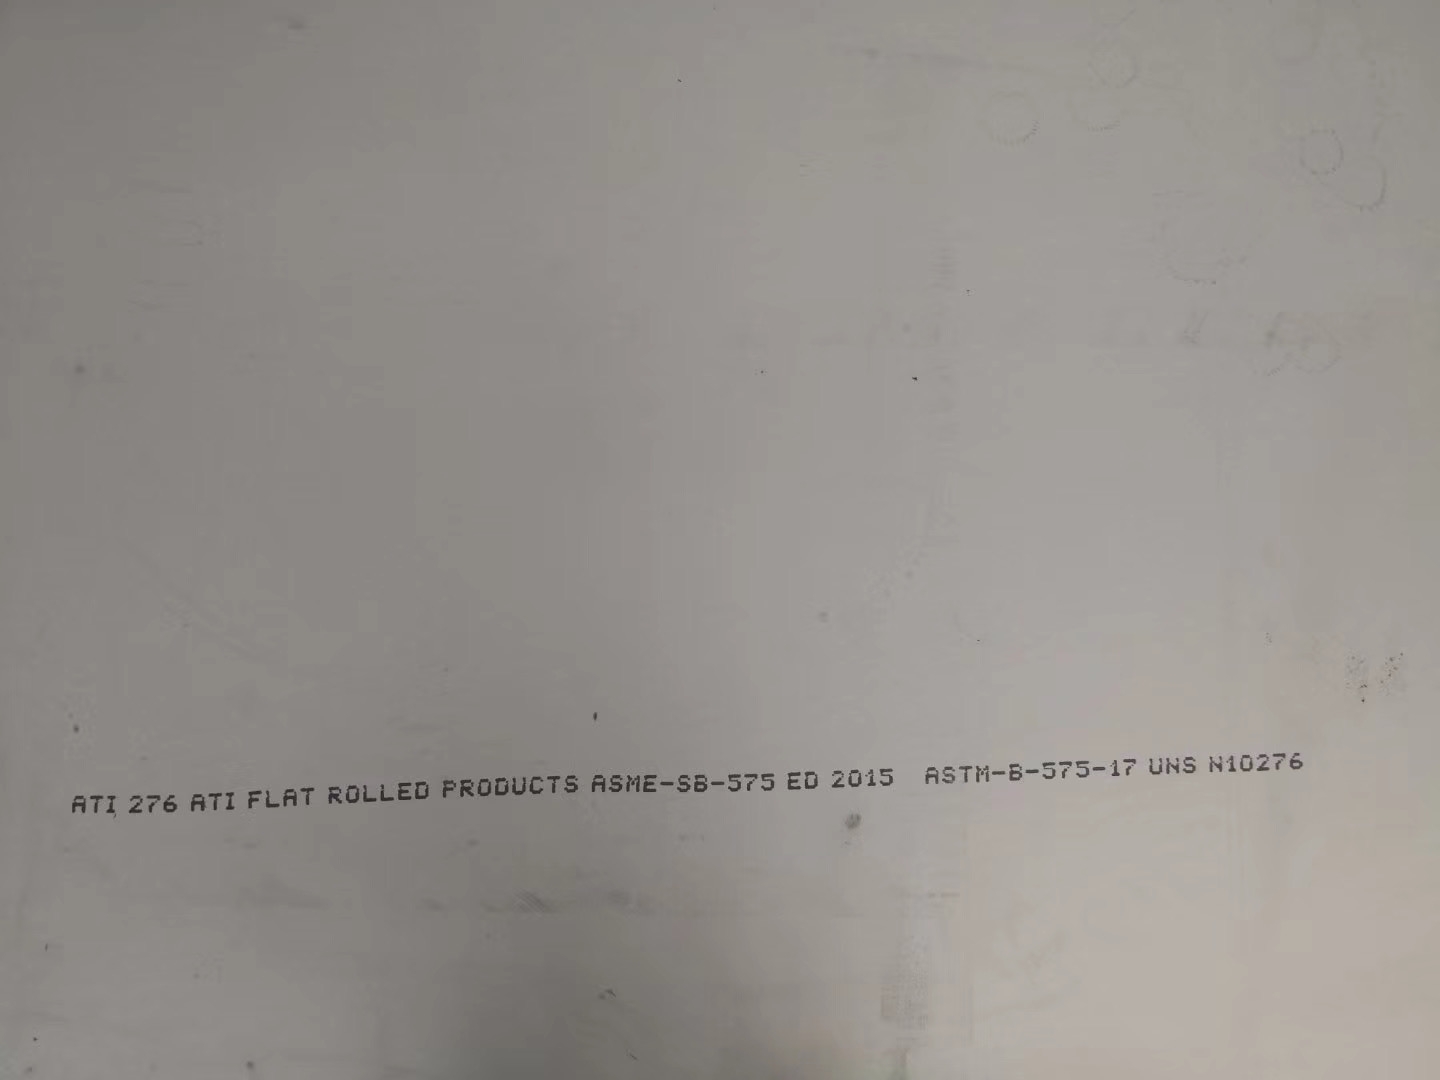 ATI 276 ATI FLAT ROLLED PRODUCTS ASME-SB-575 ED 2015 ASTM-B-575-17 UNS N10276